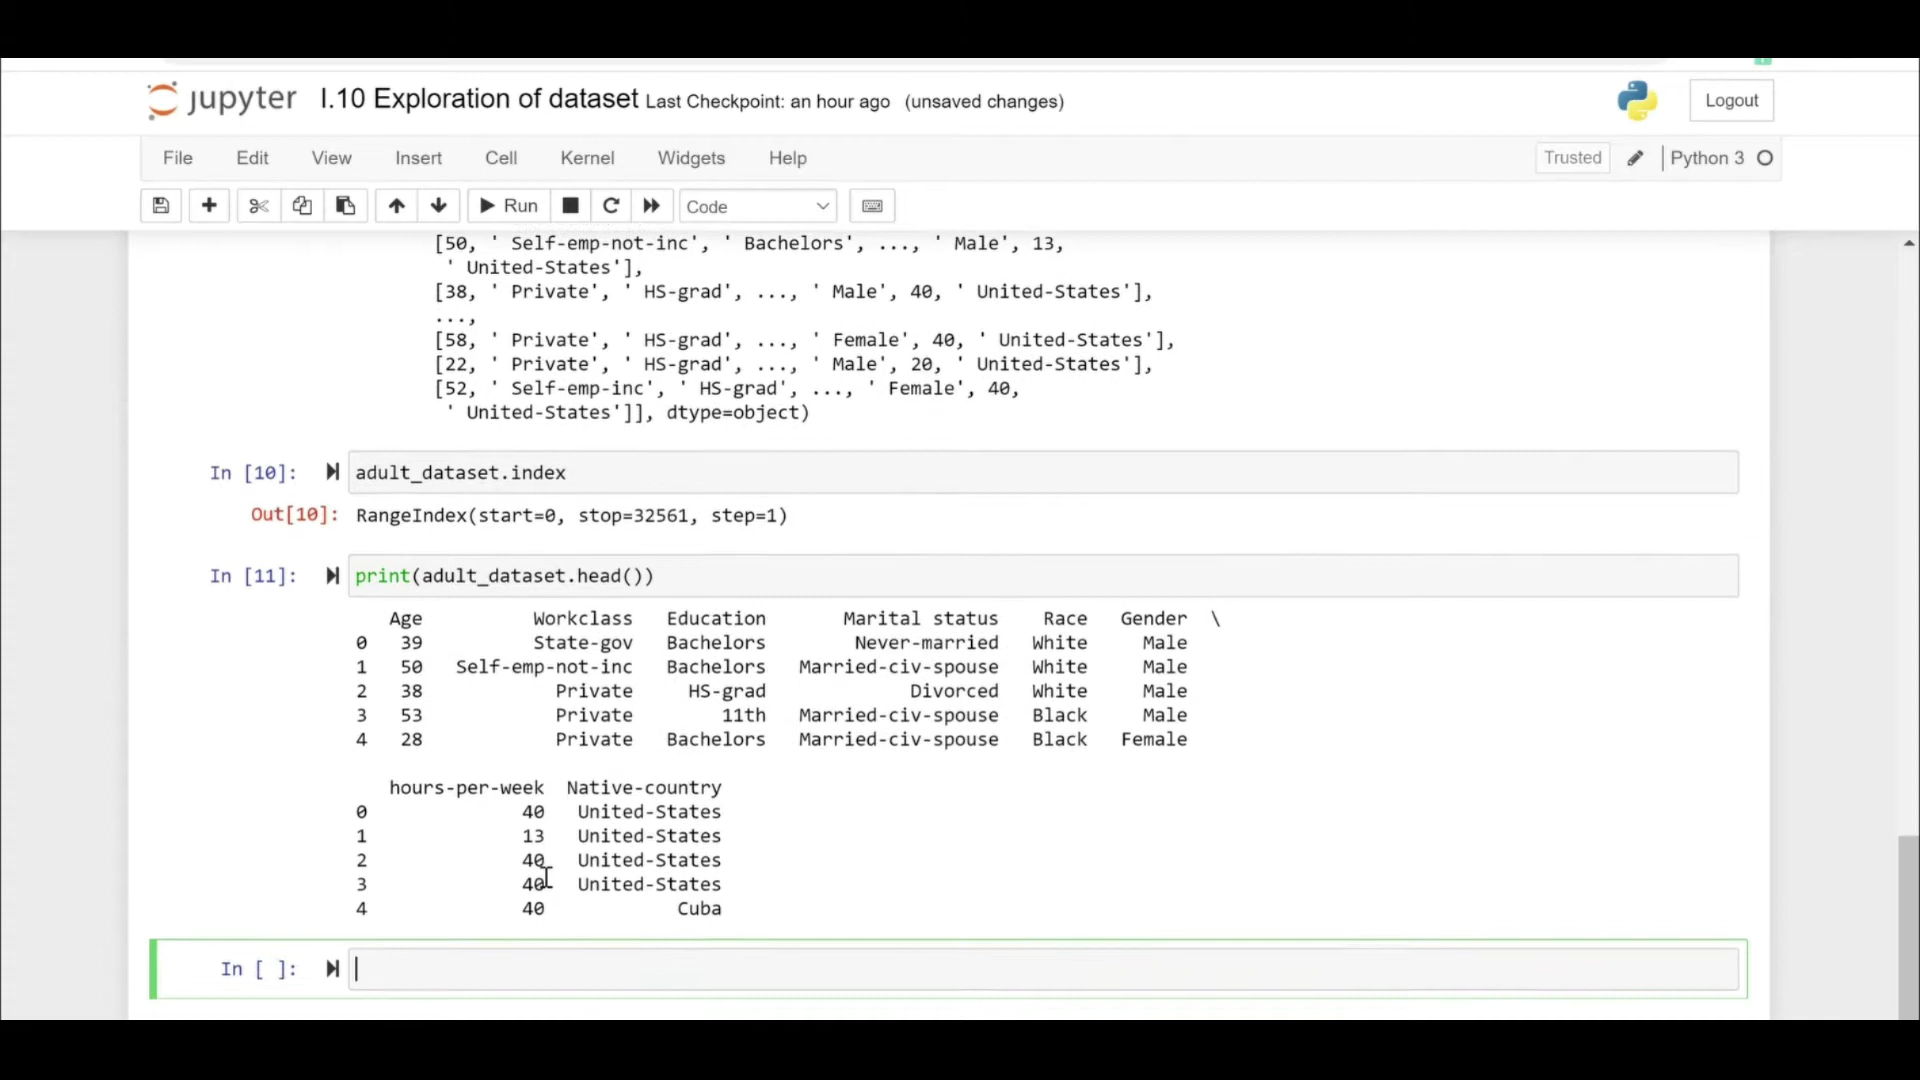 jupyter I.10 Exploration of dataset Last Checkpoint: an hour ago (unsaved changes) Logout
File Edit View Insert Cell Kernel Widgets Help Trusted Python 3
Run Code
[50, ' Self-emp-not-inc', ' Bachelors', ..., ' Male', 13,
' United-States'],
[38, ' Private', ' HS-grad', ..., ' Male', 40, ' United-States'],
...,
[58, ' Private', ' HS-grad', ..., ' Female', 40, ' United-States'],
[22, ' Private', ' HS-grad', ..., ' Male', 20, ' United-States'],
[52, ' Self-emp-inc', ' HS-grad', ..., ' Female', 40,
' United-States']], dtype=object)
In [10]: adult_dataset.index
Out[10]: RangeIndex(start=0, stop=32561, step=1)
In [11]: print(adult_dataset.head())
Age Workclass Education Marital status Race Gender \
0 39 State-gov Bachelors Never-married White Male
1 50 Self-emp-not-inc Bachelors Married-civ-spouse White Male
2 38 Private HS-grad Divorced White Male
3 53 Private 11th Married-civ-spouse Black Male
4 28 Private Bachelors Married-civ-spouse Black Female
hours-per-week Native-country
0 40 United-States
1 13 United-States
2 40 United-States
3 40 United-States
4 40 Cuba
In [ ]: